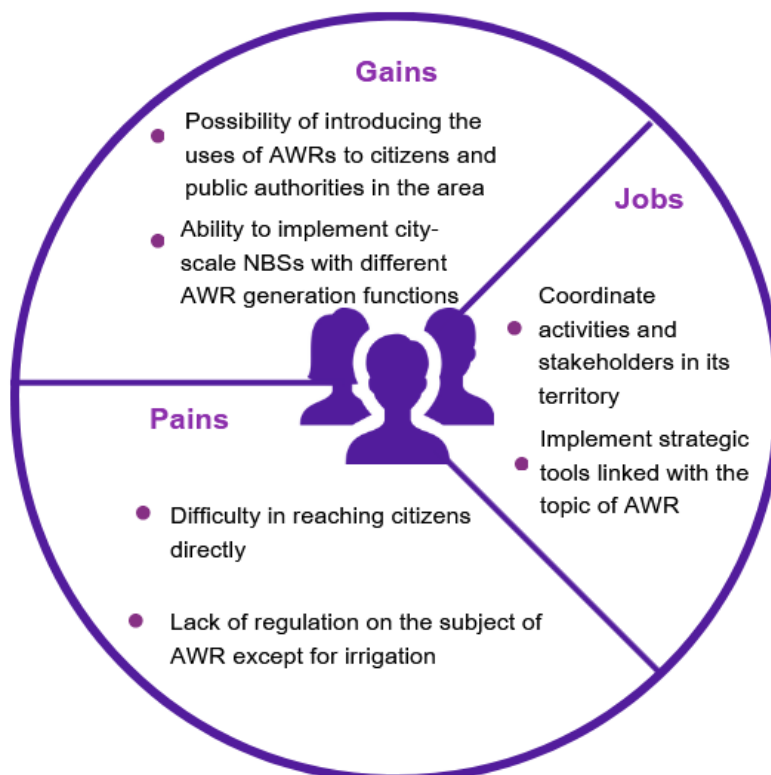 Gains
Possibility of introducing the
uses of AWRs to citizens and
public authorities in the area
Ability to implement city-
scale NBSs with different
AWR generation functions
Jobs
Coordinate
activities and
stakeholders in its
territory
Implement strategic
tools linked with the
topic of AWR
Pains
Difficulty in reaching citizens
directly
Lack of regulation on the subject of
AWR except for irrigation